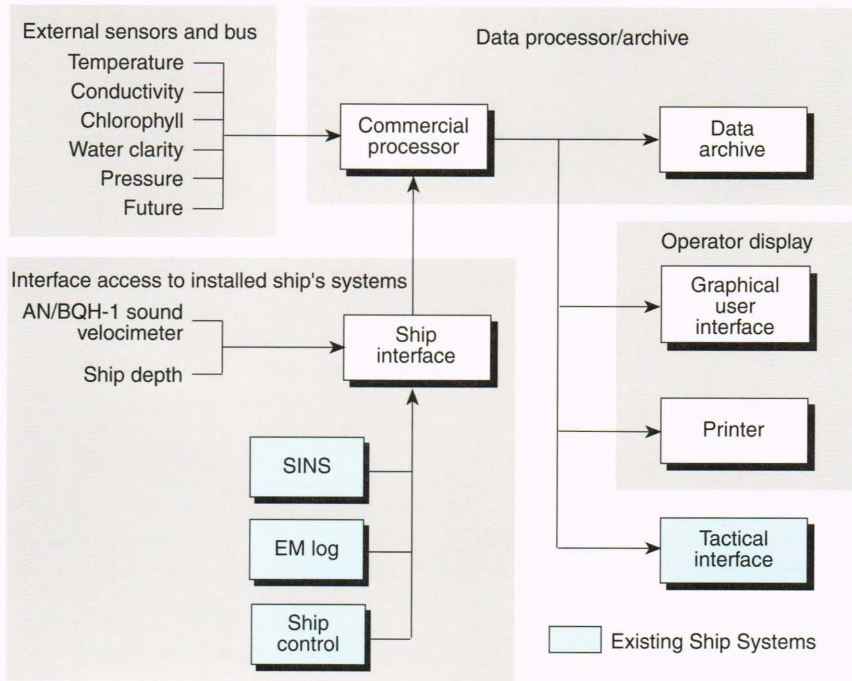 External sensors and bus
Temperature
Conductivity
Chlorophyll
Water clarity
Pressure
Future
Data processor/archive
Commercial
processor
Data
archive
Interface access to installed ship's systems
AN/BQH-1 sound
velocimeter
Ship depth
Ship
interface
SINS
EM log
Ship
control
Operator display
Graphical
user
interface
Printer
Tactical
interface
Existing Ship Systems